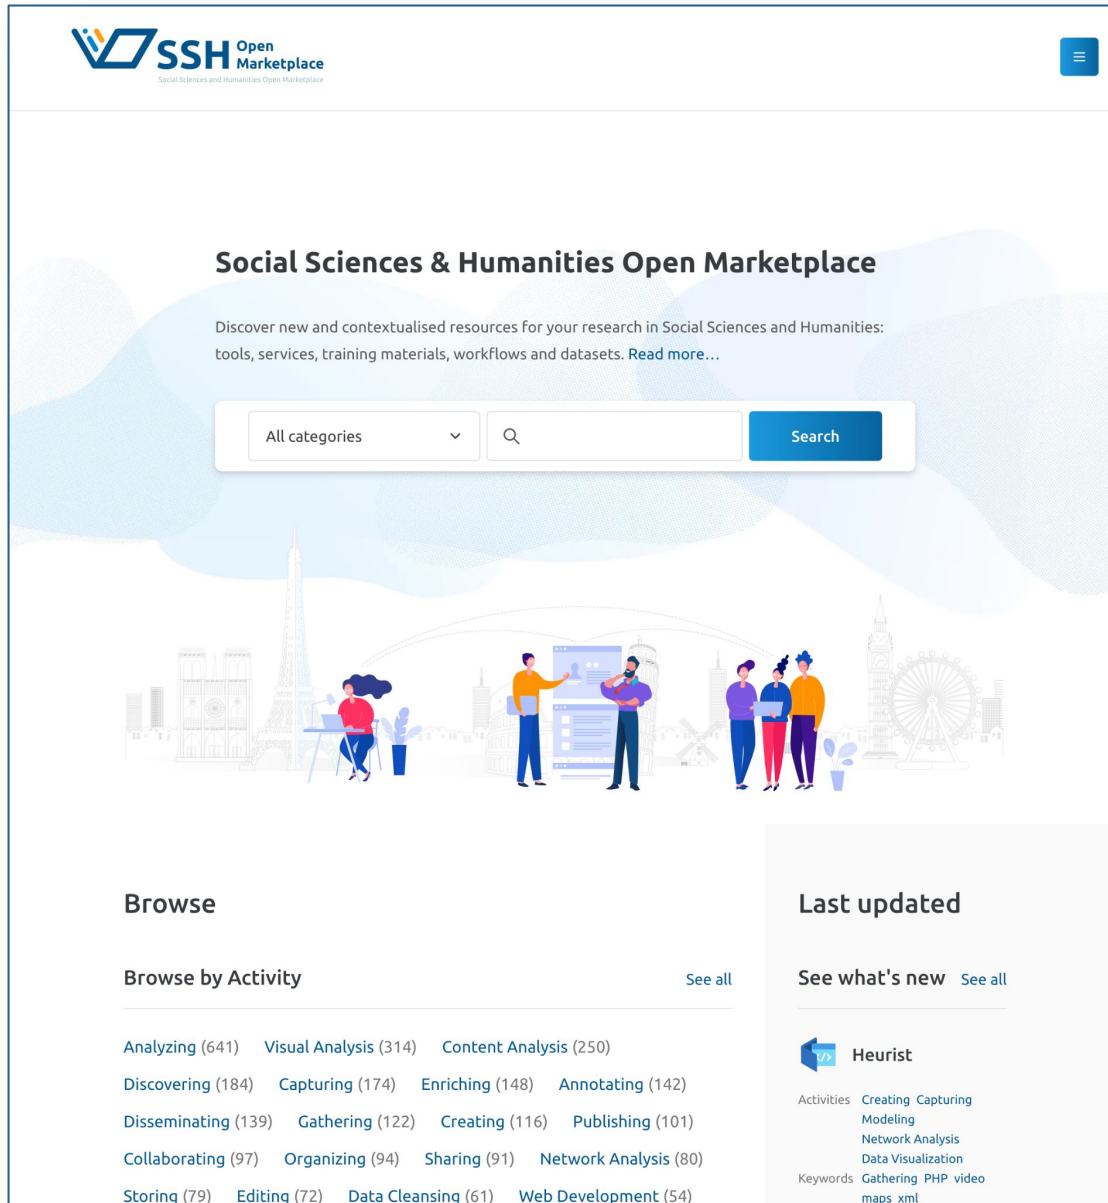 SSH Open
Marketplace
Social Sciences and Humanities Open Marketplace
Social Sciences & Humanities Open Marketplace
Discover new and contextualised resources for your research in Social Sciences and Humanities:
tools, services, training materials, workflows and datasets. Read more…
All categories
Search
Browse
Browse by Activity See all
Analyzing (641) Visual Analysis (314) Content Analysis (250)
Discovering (184) Capturing (174) Enriching (148) Annotating (142)
Disseminating (139) Gathering (122) Creating (116) Publishing (101)
Collaborating (97) Organizing (94) Sharing (91) Network Analysis (80)
Storing (79) Editing (72) Data Cleansing (61) Web Development (54)
Last updated
See what's new See all
Heurist
Activities Creating Capturing
Modeling
Network Analysis
Data Visualization
Keywords Gathering PHP video
maps xml